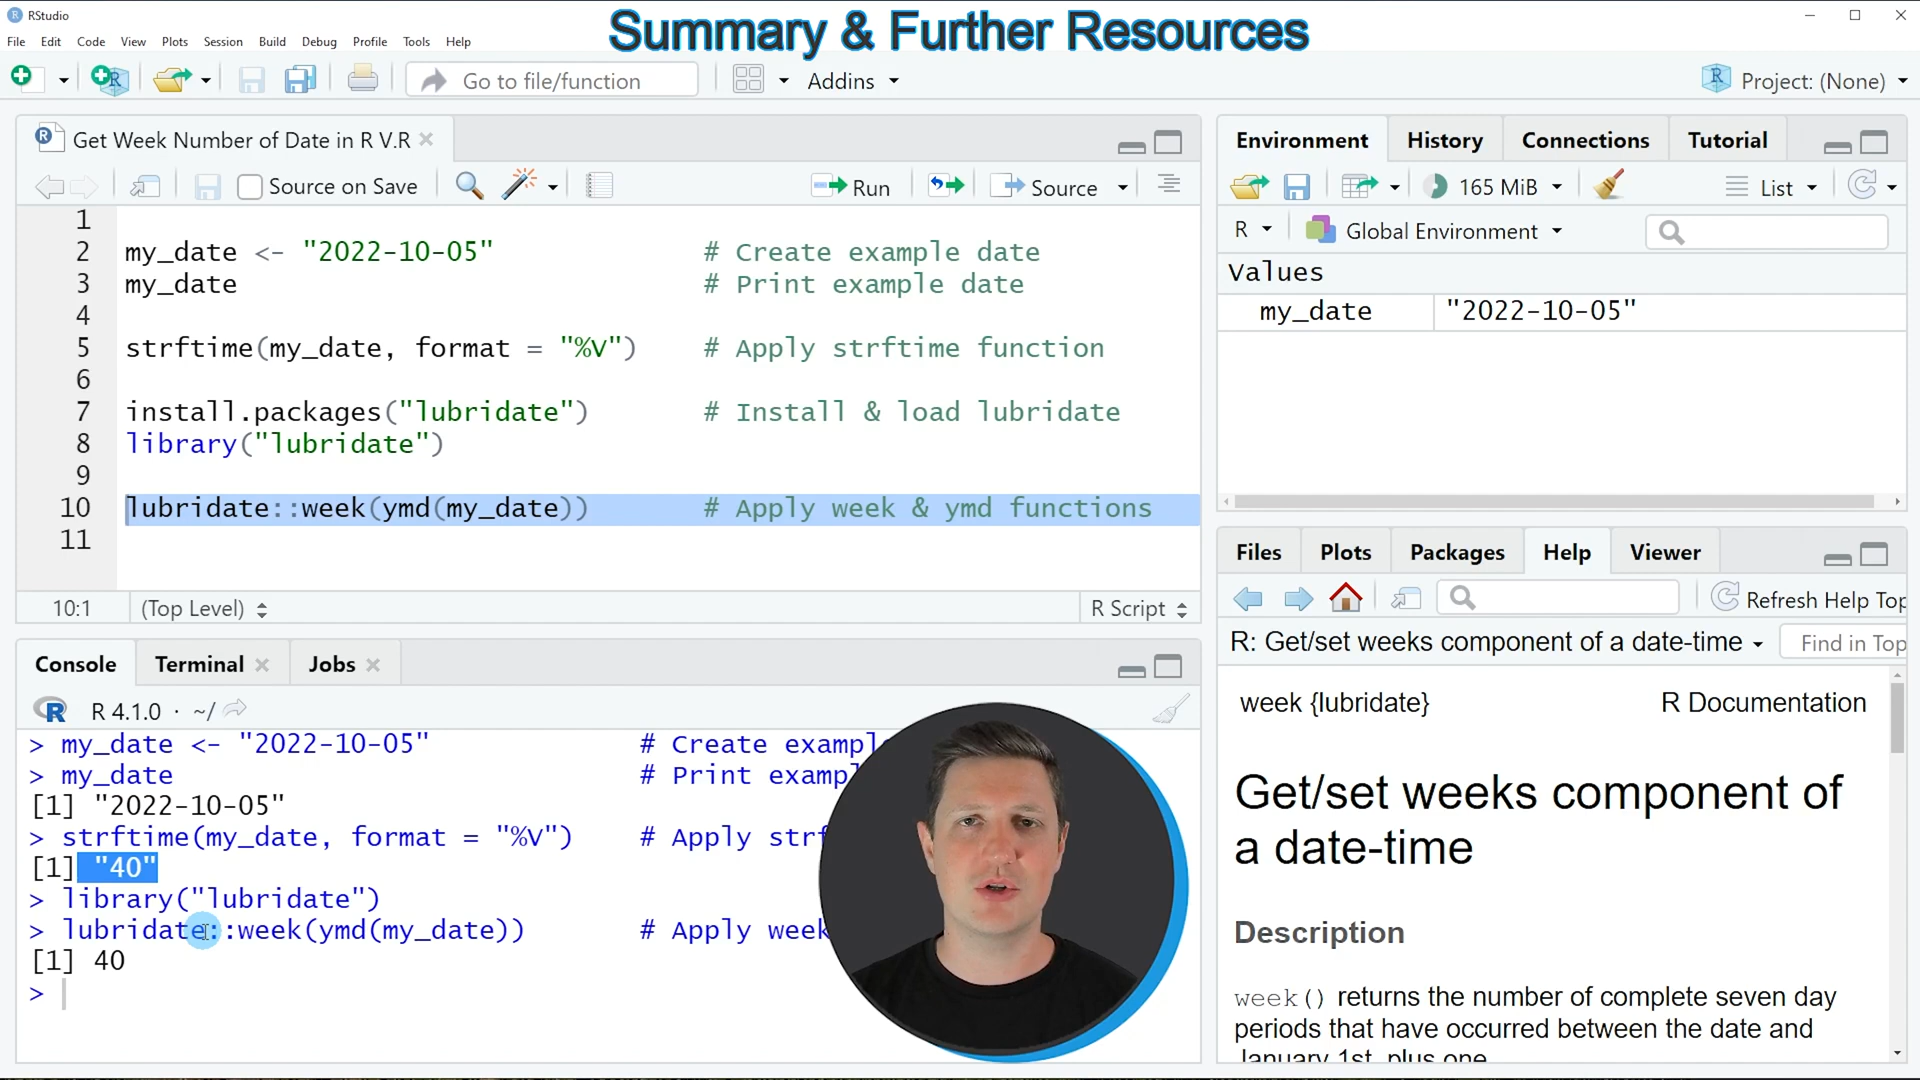 RStudio
Summary & Further Resources
File Edit Code View Plots Session Build Debug Profile Tools Help
Go to file/function Addins Project: (None)
Get Week Number of Date in R V.R
Source on Save Run Source
1
2 my_date <- "2022-10-05" # Create example date
3 my_date # Print example date
4
5 strftime(my_date, format = "%V") # Apply strftime function
6
7 install.packages("lubridate") # Install & load lubridate
8 library("lubridate")
9
10 lubridate::week(ymd(my_date)) # Apply week & ymd functions
11
10:1 (Top Level) R Script
Console Terminal Jobs
R 4.1.0 · ~/
> my_date <- "2022-10-05" # Create exampl
> my_date # Print exampl
[1] "2022-10-05"
> strftime(my_date, format = "%V") # Apply strf
[1] "40"
> library("lubridate")
> lubridate::week(ymd(my_date)) # Apply week
[1] 40
>
Environment History Connections Tutorial
165 MiB List
R Global Environment
Values
my_date "2022-10-05"
Files Plots Packages Help Viewer
Refresh Help Top
R: Get/set weeks component of a date-time Find in Top
week {lubridate} R Documentation
Get/set weeks component of
a date-time
Description
week() returns the number of complete seven day
periods that have occurred between the date and
January 1st, plus one